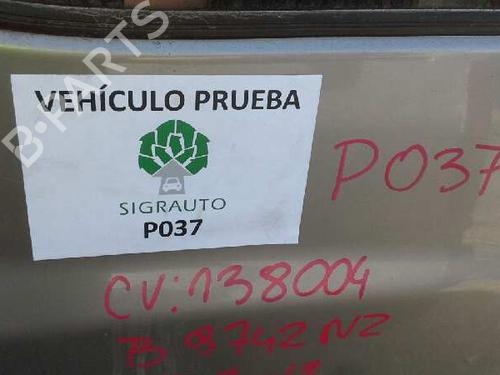 B-PARTS
VEHÍCULO PRUEBA
SIGRAUTO
P037
P037
CV:138004
B 8742 NZ